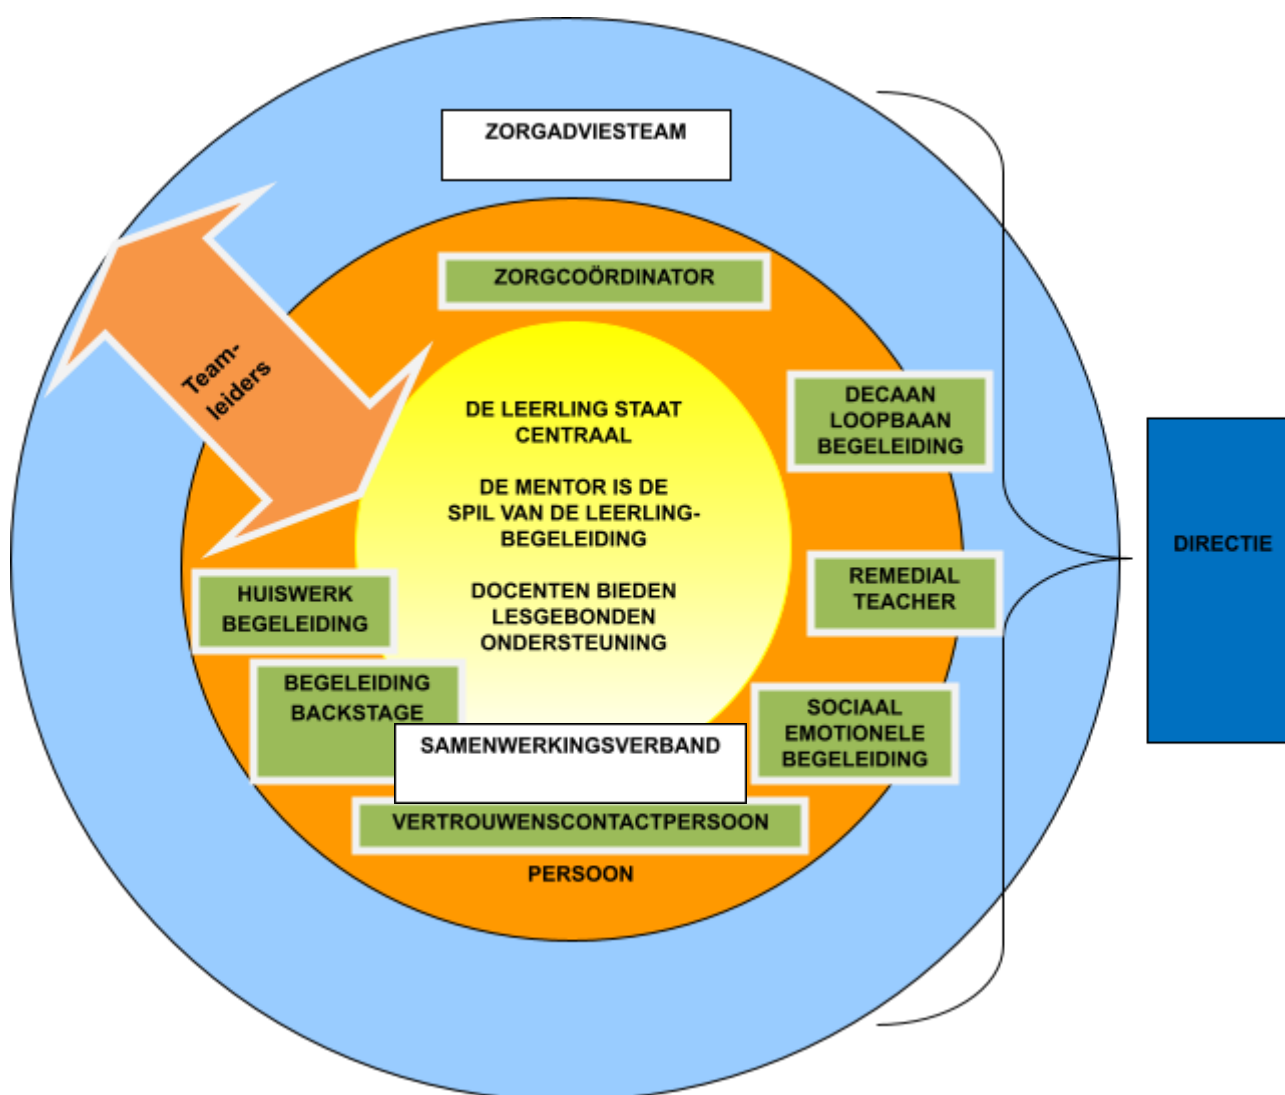 ZORGADVIESTEAM
ZORGCOÖRDINATOR
Team-
leiders
DE LEERLING STAAT
CENTRAAL
DE MENTOR IS DE
SPIL VAN DE LEERLING-
BEGELEIDING
DOCENTEN BIEDEN
LESGEBONDEN
ONDERSTEUNING
DECAAN
LOOPBAAN
BEGELEIDING
DIRECTIE
REMEDIAL
TEACHER
HUISWERK
BEGELEIDING
BEGELEIDING
BACKSTAGE
SOCIAAL
EMOTIONELE
BEGELEIDING
SAMENWERKINGSVERBAND
VERTROUWENSCONTACTPERSOON
PERSOON